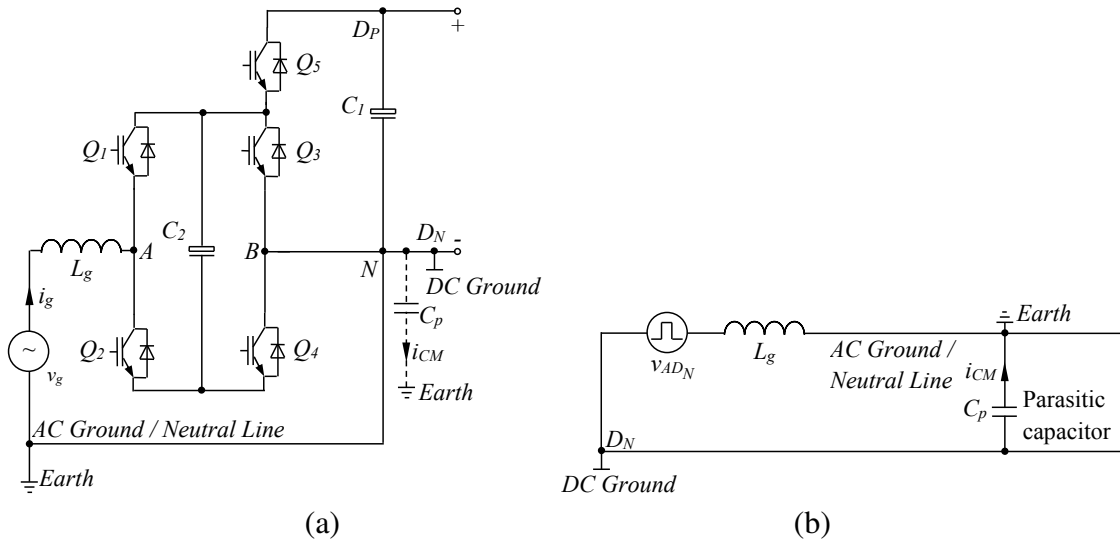 D_P
+
Q_5
C_1
Q_1
Q_3
C_2
D_N
-
A
B
N
L_g
DC Ground
i_g
C_p
~
Q_2
Q_4
i_CM
v_g
Earth
AC Ground / Neutral Line
Earth
(a)
Earth
v_AD_N
L_g
AC Ground /
Neutral Line
i_CM
C_p
Parasitic
capacitor
D_N
DC Ground
(b)